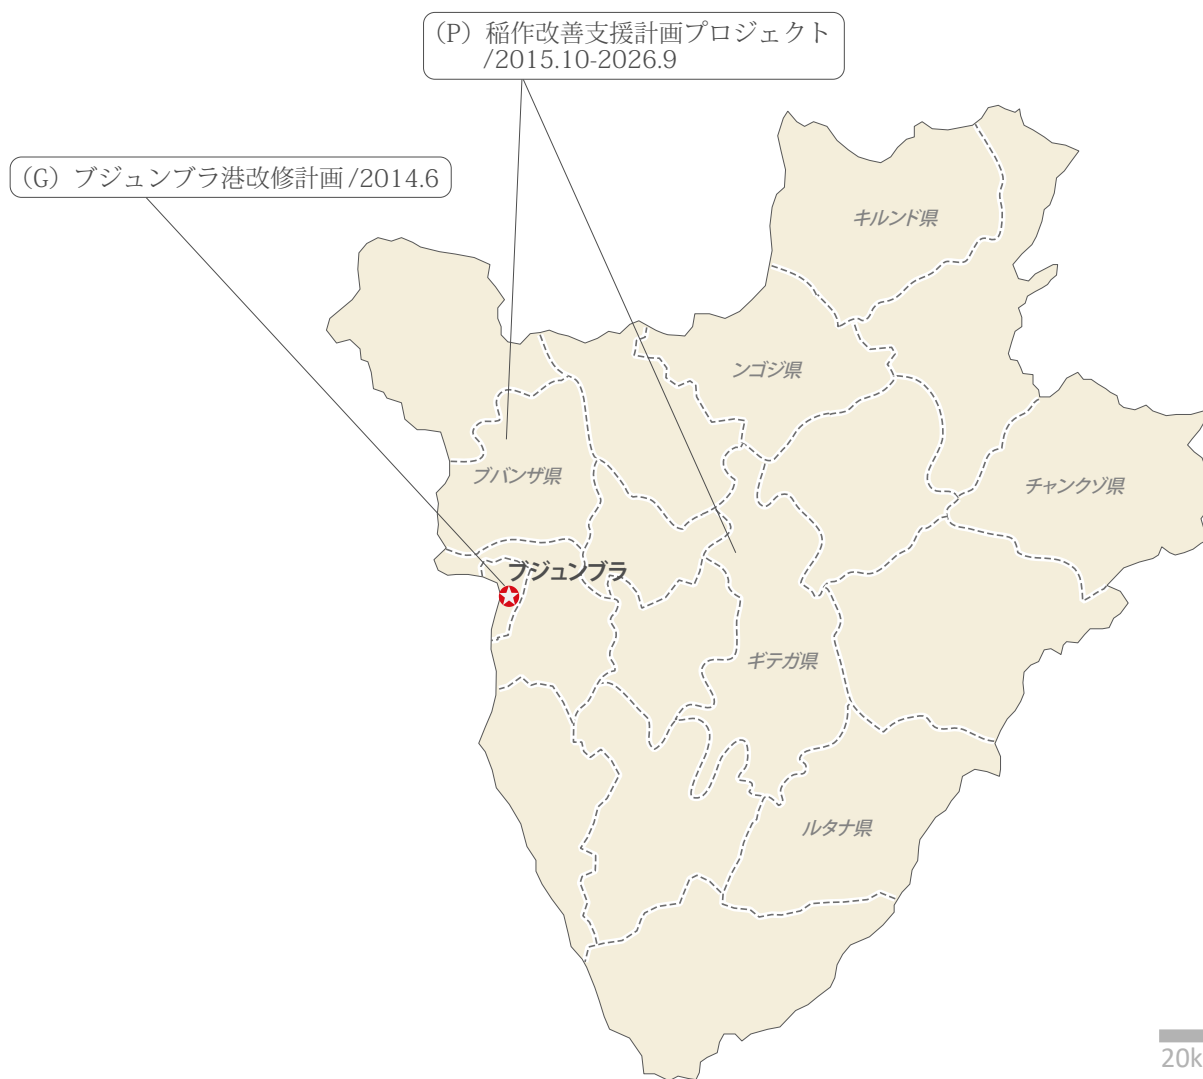 (P) 稲作改善支援計画プロジェクト
/2015.10-2026.9
(G) ブジュンブラ港改修計画/2014.6
キルンド県
ンゴジ県
ブバンザ県
チャンクゾ県
ブジュンブラ
ギテガ県
ルタナ県
20k